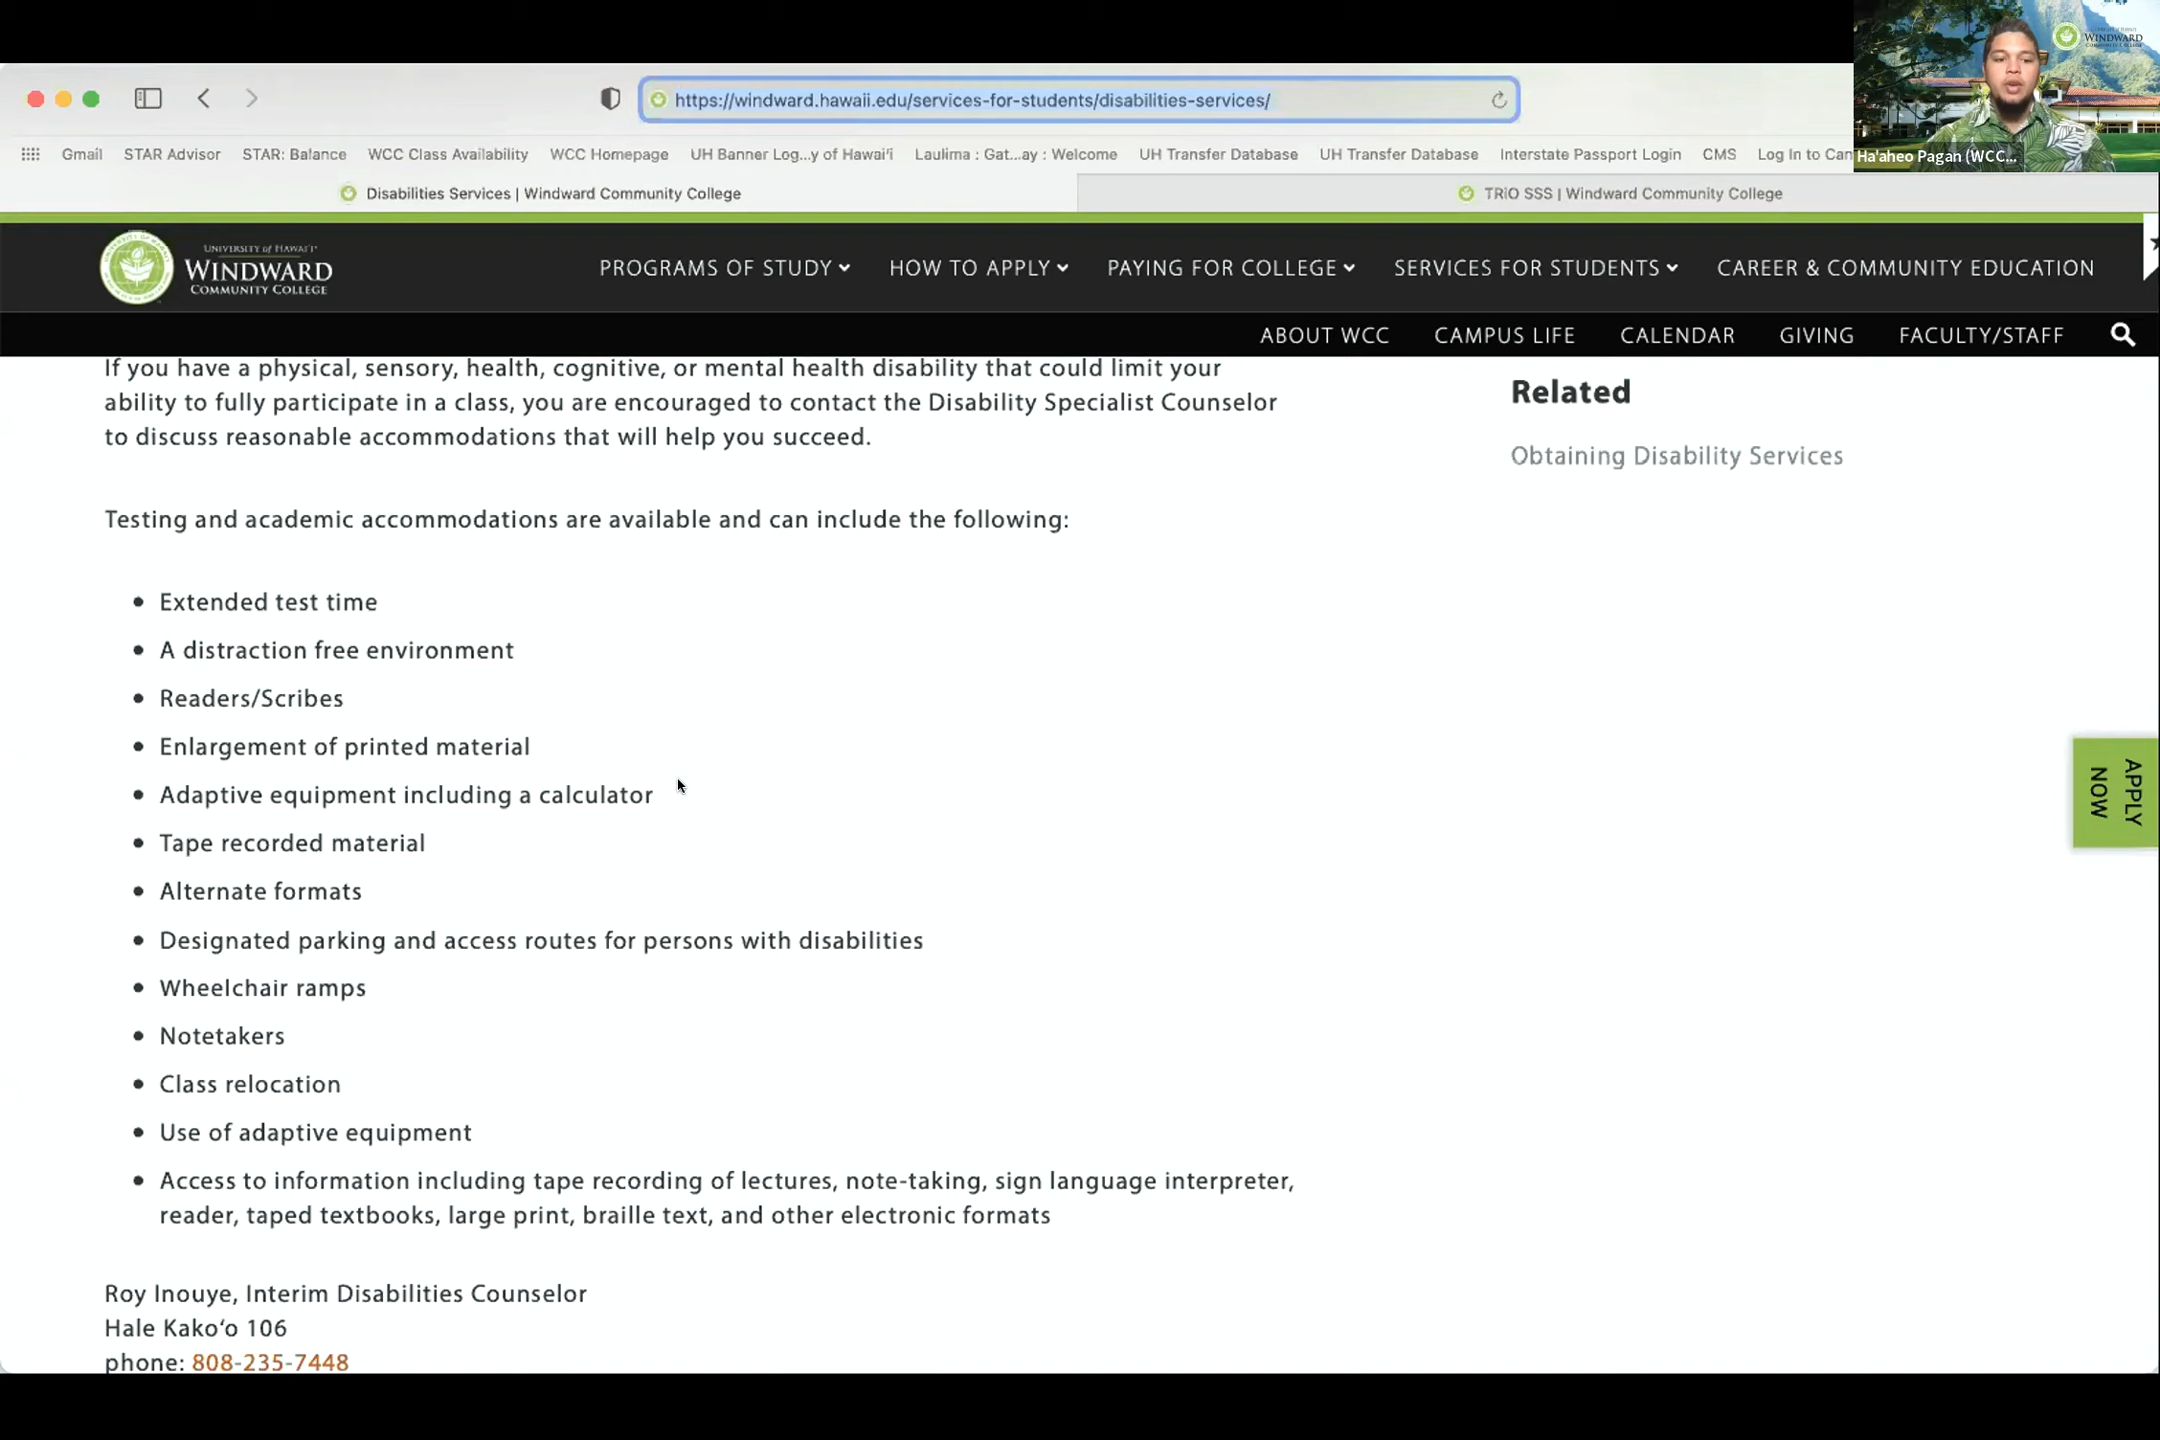 https://windward.hawaii.edu/services-for-students/disabilities-services/
WINDWARD
Ha'aheo Pagan (WCC...
Gmail STAR Advisor STAR: Balance WCC Class Availability WCC Homepage UH Banner Log...y of Hawai'i Laulima : Gat...ay : Welcome UH Transfer Database UH Transfer Database Interstate Passport Login CMS Log In to Can
Disabilities Services | Windward Community College TRiO SSS | Windward Community College
UNIVERSITY of HAWAI'I
WINDWARD
COMMUNITY COLLEGE
PROGRAMS OF STUDY HOW TO APPLY PAYING FOR COLLEGE SERVICES FOR STUDENTS CAREER & COMMUNITY EDUCATION
ABOUT WCC CAMPUS LIFE CALENDAR GIVING FACULTY/STAFF
If you have a physical, sensory, health, cognitive, or mental health disability that could limit your
ability to fully participate in a class, you are encouraged to contact the Disability Specialist Counselor
to discuss reasonable accommodations that will help you succeed.
Testing and academic accommodations are available and can include the following:
• Extended test time
• A distraction free environment
• Readers/Scribes
• Enlargement of printed material
• Adaptive equipment including a calculator
• Tape recorded material
• Alternate formats
• Designated parking and access routes for persons with disabilities
• Wheelchair ramps
• Notetakers
• Class relocation
• Use of adaptive equipment
• Access to information including tape recording of lectures, note-taking, sign language interpreter,
reader, taped textbooks, large print, braille text, and other electronic formats
Roy Inouye, Interim Disabilities Counselor
Hale Kakoʻo 106
phone: 808-235-7448
Related
Obtaining Disability Services
APPLY
NOW